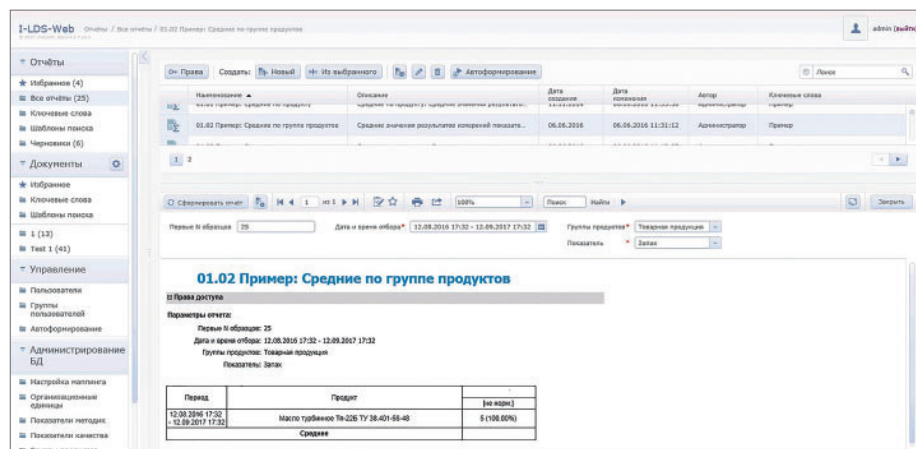 I-LDS-Web Отчёты / Все отчёты / 01.02 Пример: Средние по группе продуктов
admin (выйти)
Отчёты
Избранное (4)
Все отчёты (25)
Ключевые слова
Шаблоны поиска
Черновики (6)
Документы
Избранное
Ключевые слова
Шаблоны поиска
1 (13)
Test 1 (41)
Управление
Пользователи
Группы
пользователей
Автоформирование
Администрирование
БД
Настройка маппинга
Организационные
единицы
Показатели методик
Показатели качества
Права Создать: Новый Из выбранного Автоформирование Поиск
Наименование Описание Дата создания Дата изменения Автор Ключевые слова
01.02 Пример: Средние по группе продуктов Средние значения результатов измерений показате... 06.06.2016 06.06.2016 11:31:12 Администратор Пример
1 2
Сформировать отчёт 1 из 1 100% Поиск Найти Закрыть
Первые N образцов 25 Дата и время отбора* 12.08.2016 17:32 - 12.09.2017 17:32 Группы продуктов* Товарная продукция
Показатель * Запах
01.02 Пример: Средние по группе продуктов
Права доступа
Параметры отчета:
Первые N образцов: 25
Дата и время отбора: 12.08.2016 17:32 - 12.09.2017 17:32
Группы продуктов: Товарная продукция
Показатель: Запах
Период Продукт
[не норм.]
12.08.2016 17:32
- 12.09.2017 17:32 Масло турбинное Тп-22Б ТУ 38.401-58-48 5 (100.00%)
Среднее